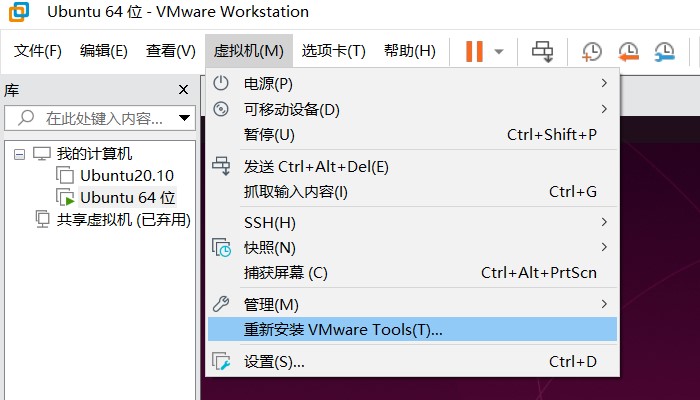 Ubuntu 64 位 - VMware Workstation
文件(F) 编辑(E) 查看(V) 虚拟机(M) 选项卡(T) 帮助(H)
库
在此处键入内容...
我的计算机
Ubuntu20.10
Ubuntu 64 位
共享虚拟机 (已弃用)
电源(P)
可移动设备(D)
暂停(U) Ctrl+Shift+P
发送 Ctrl+Alt+Del(E)
抓取输入内容(I) Ctrl+G
SSH(H)
快照(N)
捕获屏幕 (C) Ctrl+Alt+PrtScn
管理(M)
重新安装 VMware Tools(T)...
设置(S)... Ctrl+D